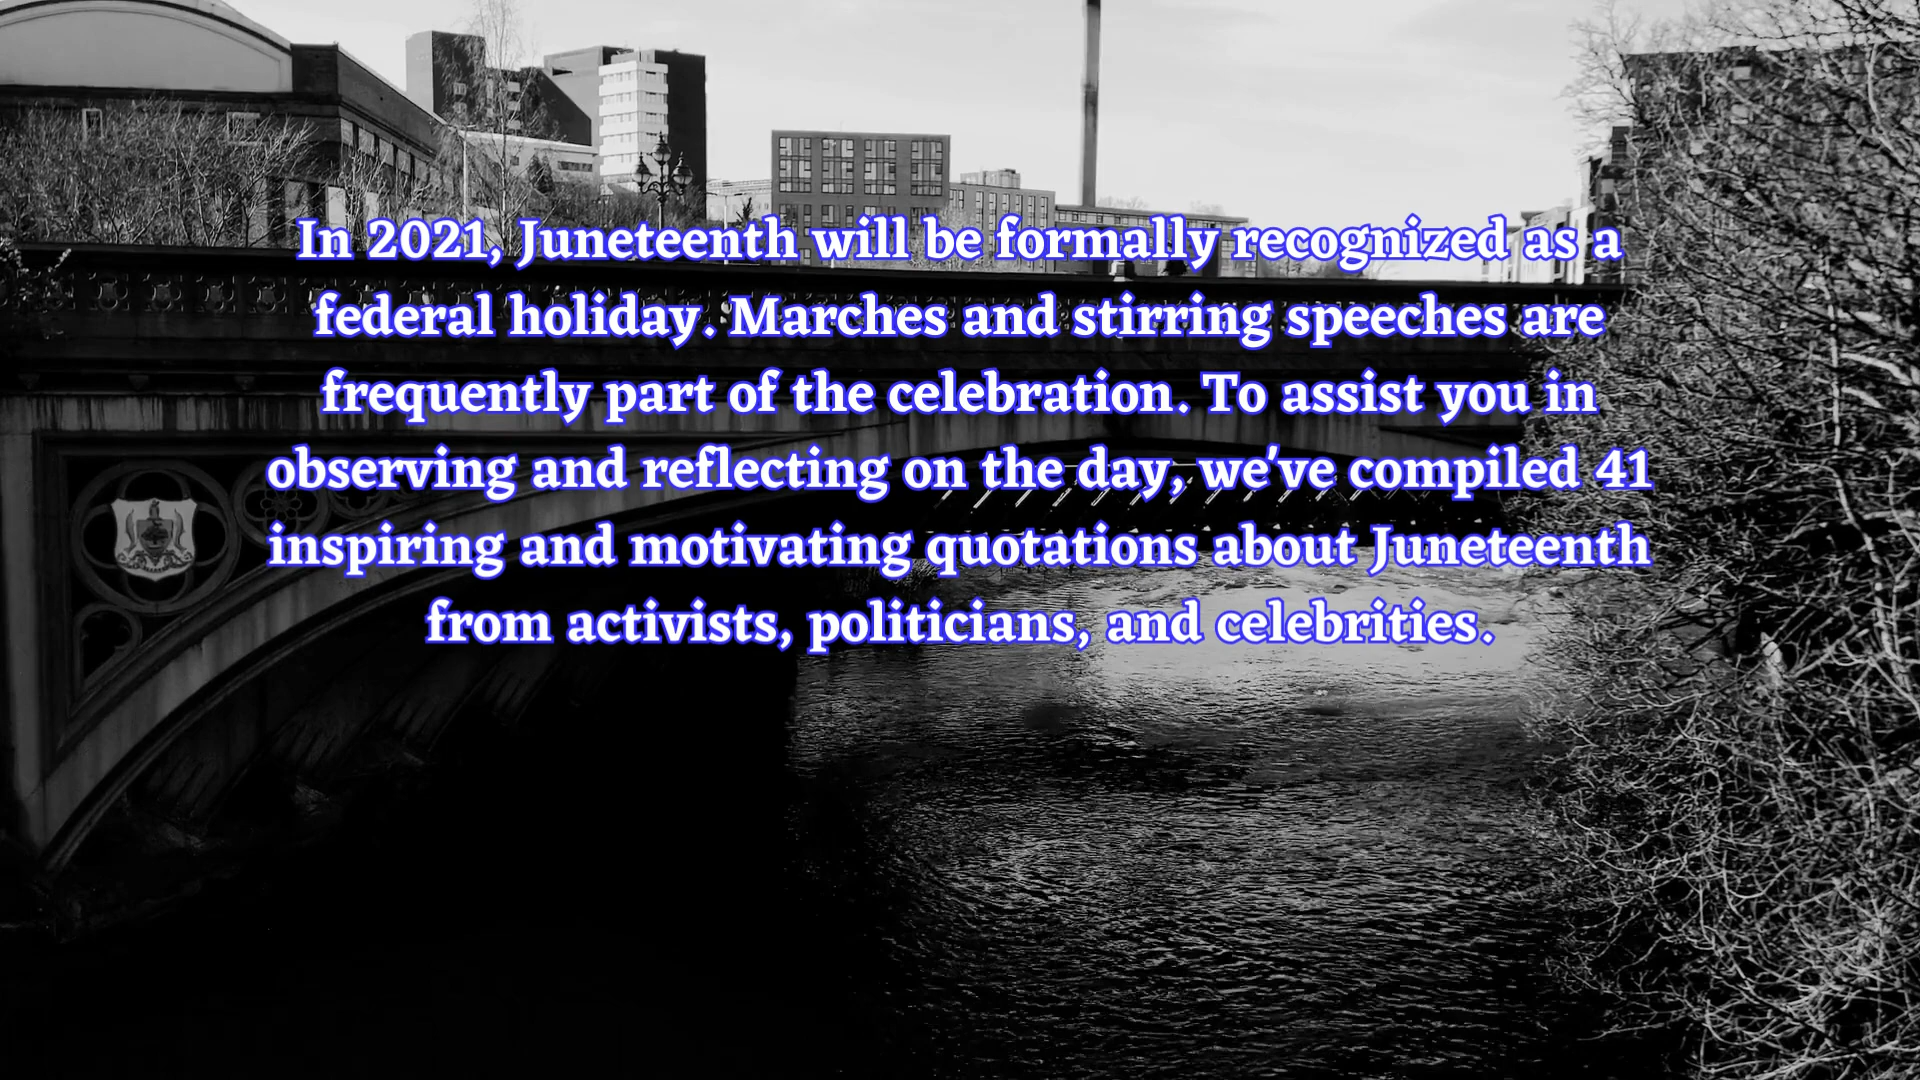 In 2021, Juneteenth will be formally recognized as a
federal holiday. Marches and stirring speeches are
frequently part of the celebration. To assist you in
observing and reflecting on the day, we've compiled 41
inspiring and motivating quotations about Juneteenth
from activists, politicians, and celebrities.